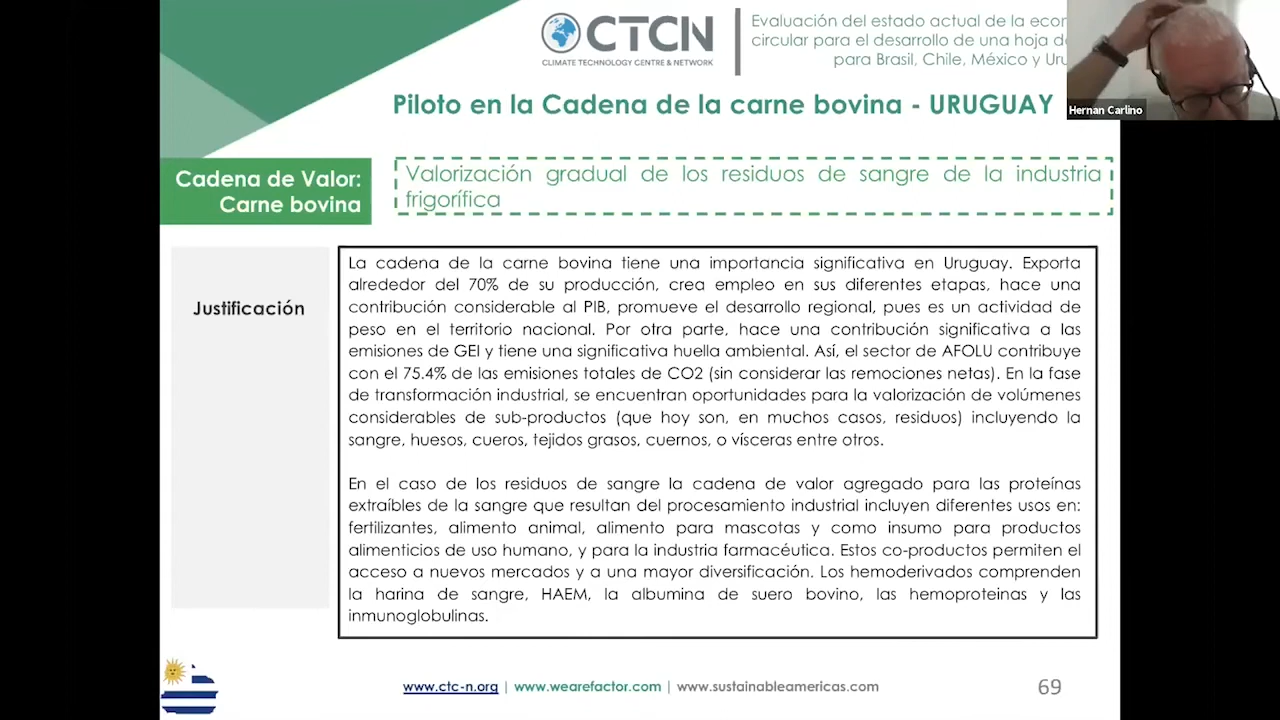 CTCN
CLIMATE TECHNOLOGY CENTRE & NETWORK
Evaluación del estado actual de la
circular para el desarrollo de una hoja
para Brasil, Chile, México y
Hernan Carlino
Piloto en la Cadena de la carne bovina - URUGUAY
Cadena de Valor:
Carne bovina
Valorización gradual de los residuos de sangre de la industria
frigorífica
Justificación
La cadena de la carne bovina tiene una importancia significativa en Uruguay. Exporta
alrededor del 70% de su producción, crea empleo en sus diferentes etapas, hace una
contribución considerable al PIB, promueve el desarrollo regional, pues es un actividad de
peso en el territorio nacional. Por otra parte, hace una contribución significativa a las
emisiones de GEI y tiene una significativa huella ambiental. Así, el sector de AFOLU contribuye
con el 75.4% de las emisiones totales de CO2 (sin considerar las remociones netas). En la fase
de transformación industrial, se encuentran oportunidades para la valorización de volúmenes
considerables de sub-productos (que hoy son, en muchos casos, residuos) incluyendo la
sangre, huesos, cueros, tejidos grasos, cuernos, o vísceras entre otros.
En el caso de los residuos de sangre la cadena de valor agregado para las proteínas
extraíbles de la sangre que resultan del procesamiento industrial incluyen diferentes usos en:
fertilizantes, alimento animal, alimento para mascotas y como insumo para productos
alimenticios de uso humano, y para la industria farmacéutica. Estos co-productos permiten el
acceso a nuevos mercados y a una mayor diversificación. Los hemoderivados comprenden
la harina de sangre, HAEM, la albumina de suero bovino, las hemoproteinas y las
inmunoglobulinas.
www.ctc-n.org | www.wearefactor.com | www.sustainableamericas.com
69